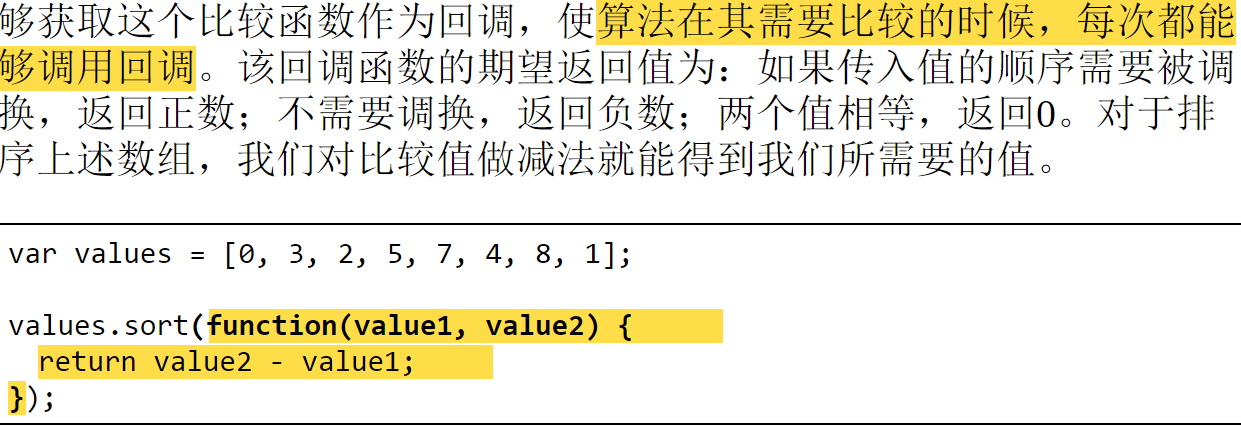 够获取这个比较函数作为回调，使算法在其需要比较的时候，每次都能
够调用回调。该回调函数的期望返回值为：如果传入值的顺序需要被调
换，返回正数；不需要调换，返回负数；两个值相等，返回0。对于排
序上述数组，我们对比较值做减法就能得到我们所需要的值。
var values = [0, 3, 2, 5, 7, 4, 8, 1];
values.sort(function(value1, value2) {
  return value2 - value1;
});